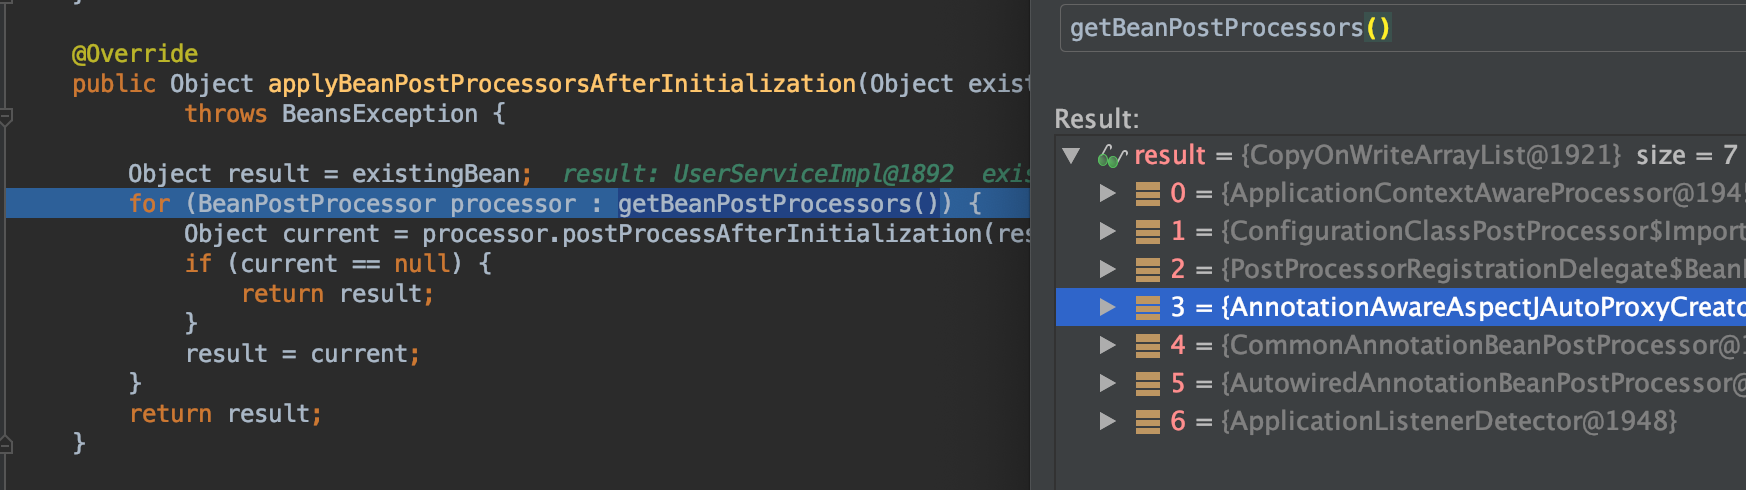 }
@Override
public Object applyBeanPostProcessorsAfterInitialization(Object exist
throws BeansException {
Object result = existingBean; result: UserServiceImpl@1892 exis
for (BeanPostProcessor processor : getBeanPostProcessors()) {
Object current = processor.postProcessAfterInitialization(res
if (current == null) {
return result;
}
result = current;
}
return result;
}
getBeanPostProcessors()
Result:
result = {CopyOnWriteArrayList@1921} size = 7
0 = {ApplicationContextAwareProcessor@194
1 = {ConfigurationClassPostProcessor$Import
2 = {PostProcessorRegistrationDelegate$Bean
3 = {AnnotationAwareAspectJAutoProxyCreato
4 = {CommonAnnotationBeanPostProcessor@1
5 = {AutowiredAnnotationBeanPostProcessor@
6 = {ApplicationListenerDetector@1948}